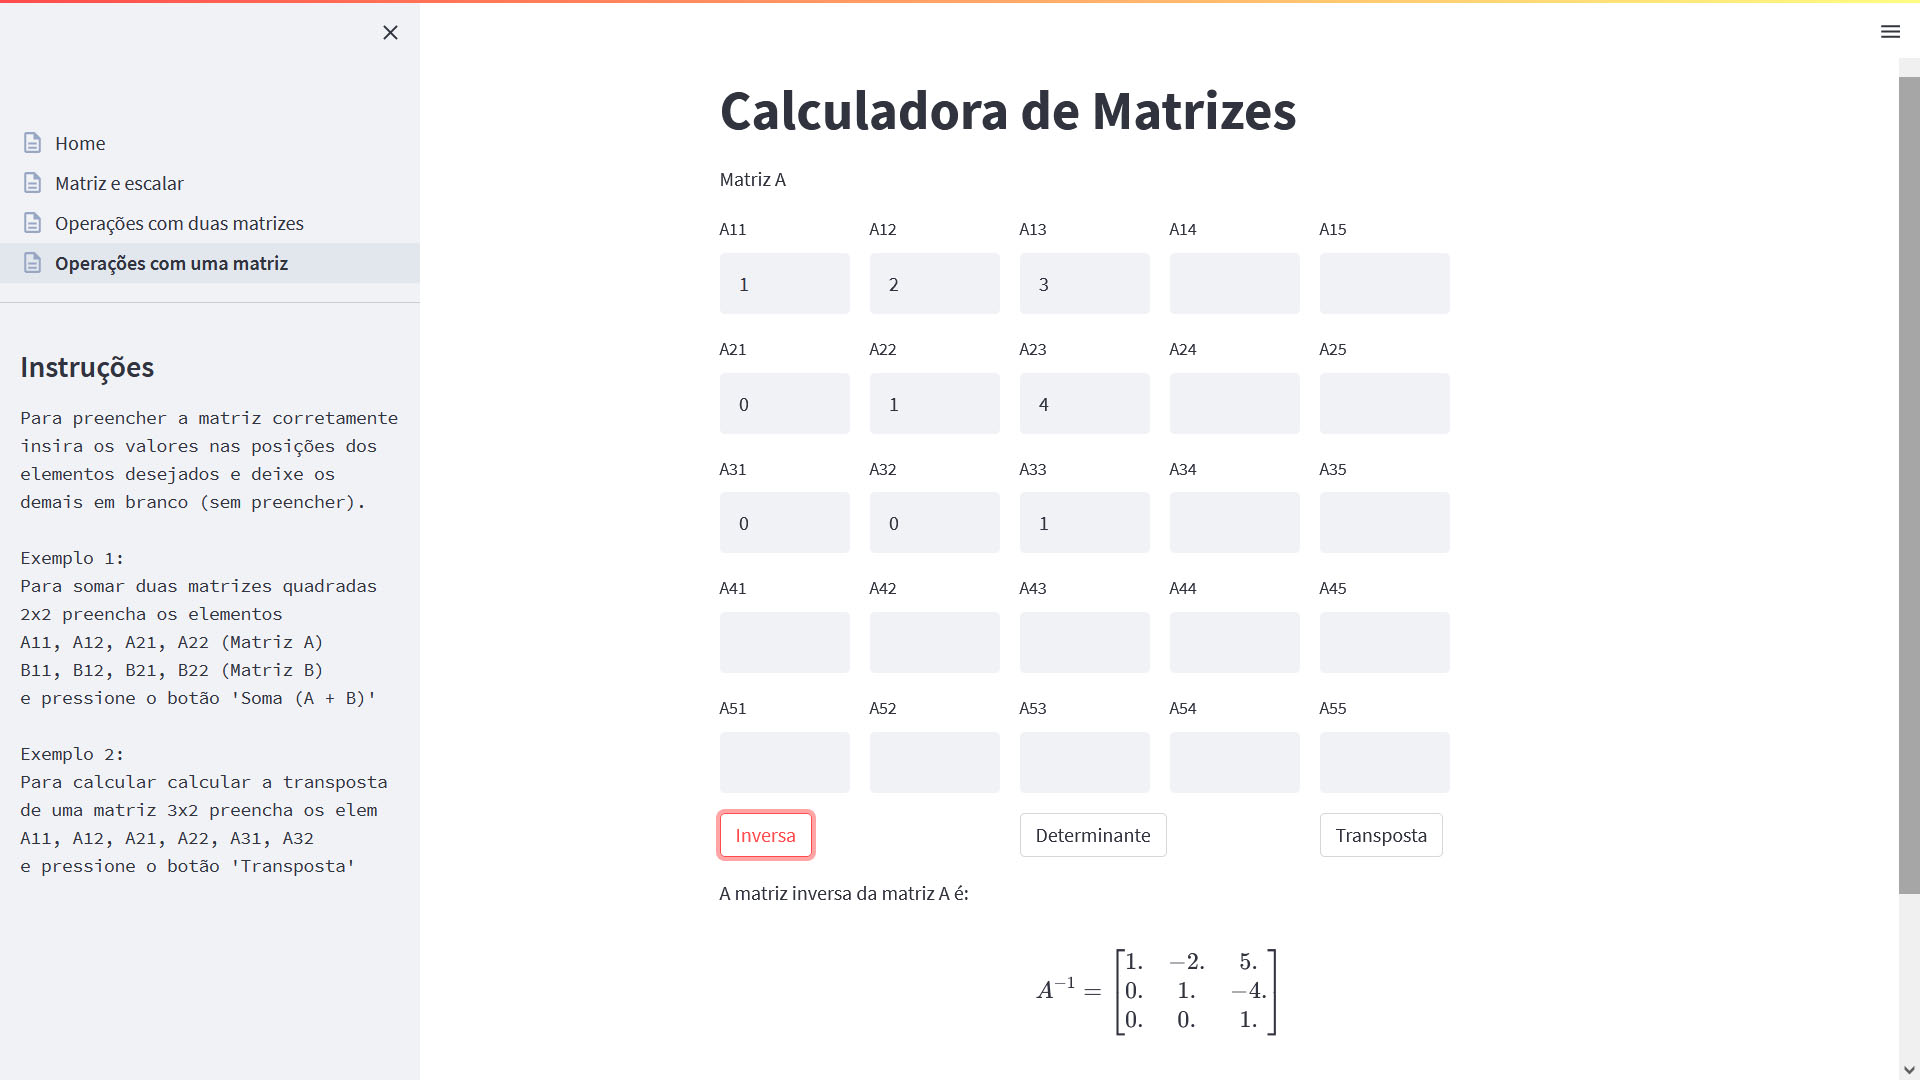 Home
Matriz e escalar
Operações com duas matrizes
Operações com uma matriz
Instruções
Para preencher a matriz corretamente
insira os valores nas posições dos
elementos desejados e deixe os
demais em branco (sem preencher).
Exemplo 1:
Para somar duas matrizes quadradas
2x2 preencha os elementos
A11, A12, A21, A22 (Matriz A)
B11, B12, B21, B22 (Matriz B)
e pressione o botão 'Soma (A + B)'
Exemplo 2:
Para calcular calcular a transposta
de uma matriz 3x2 preencha os elem
A11, A12, A21, A22, A31, A32
e pressione o botão 'Transposta'
Calculadora de Matrizes
Matriz A
A11 A12 A13 A14 A15
1 2 3
A21 A22 A23 A24 A25
0 1 4
A31 A32 A33 A34 A35
0 0 1
A41 A42 A43 A44 A45
A51 A52 A53 A54 A55
Inversa Determinante Transposta
A matriz inversa da matriz A é:
1. −2. 5.
A⁻¹ = 0. 1. −4.
0. 0. 1.